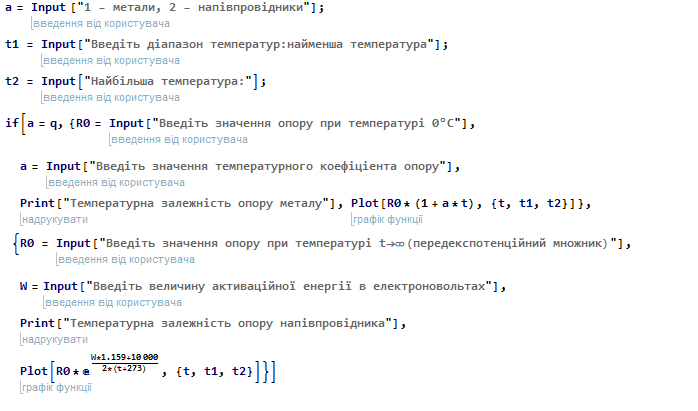 a = Input ["1 – метали, 2 – напівпровідники"];
введення від користувача
t1 = Input["Введіть діапазон температур:найменша температура"];
введення від користувача
t2 = Input["Найбільша температура:"];
введення від користувача
if[a = q, {R0 = Input["Введіть значення опору при температурі 0°C"],
введення від користувача
a = Input["Введіть значення температурного коефіціента опору"],
введення від користувача
Print["Температурна залежність опору металу"], Plot[R0 * (1 + a * t), {t, t1, t2}]},
надрукувати графік функції
{R0 = Input["Введіть значення опору при температурі t→∞(передекспотенційний множник)"],
введення від користувача
W = Input["Введіть величину активаційної енергії в електроновольтах"],
введення від користувача
Print["Температурна залежність опору напівпровідника"],
надрукувати
Plot[R0 * e^(W*1.159+10 000 / 2*(t+273)), {t, t1, t2}]}]
графік функції